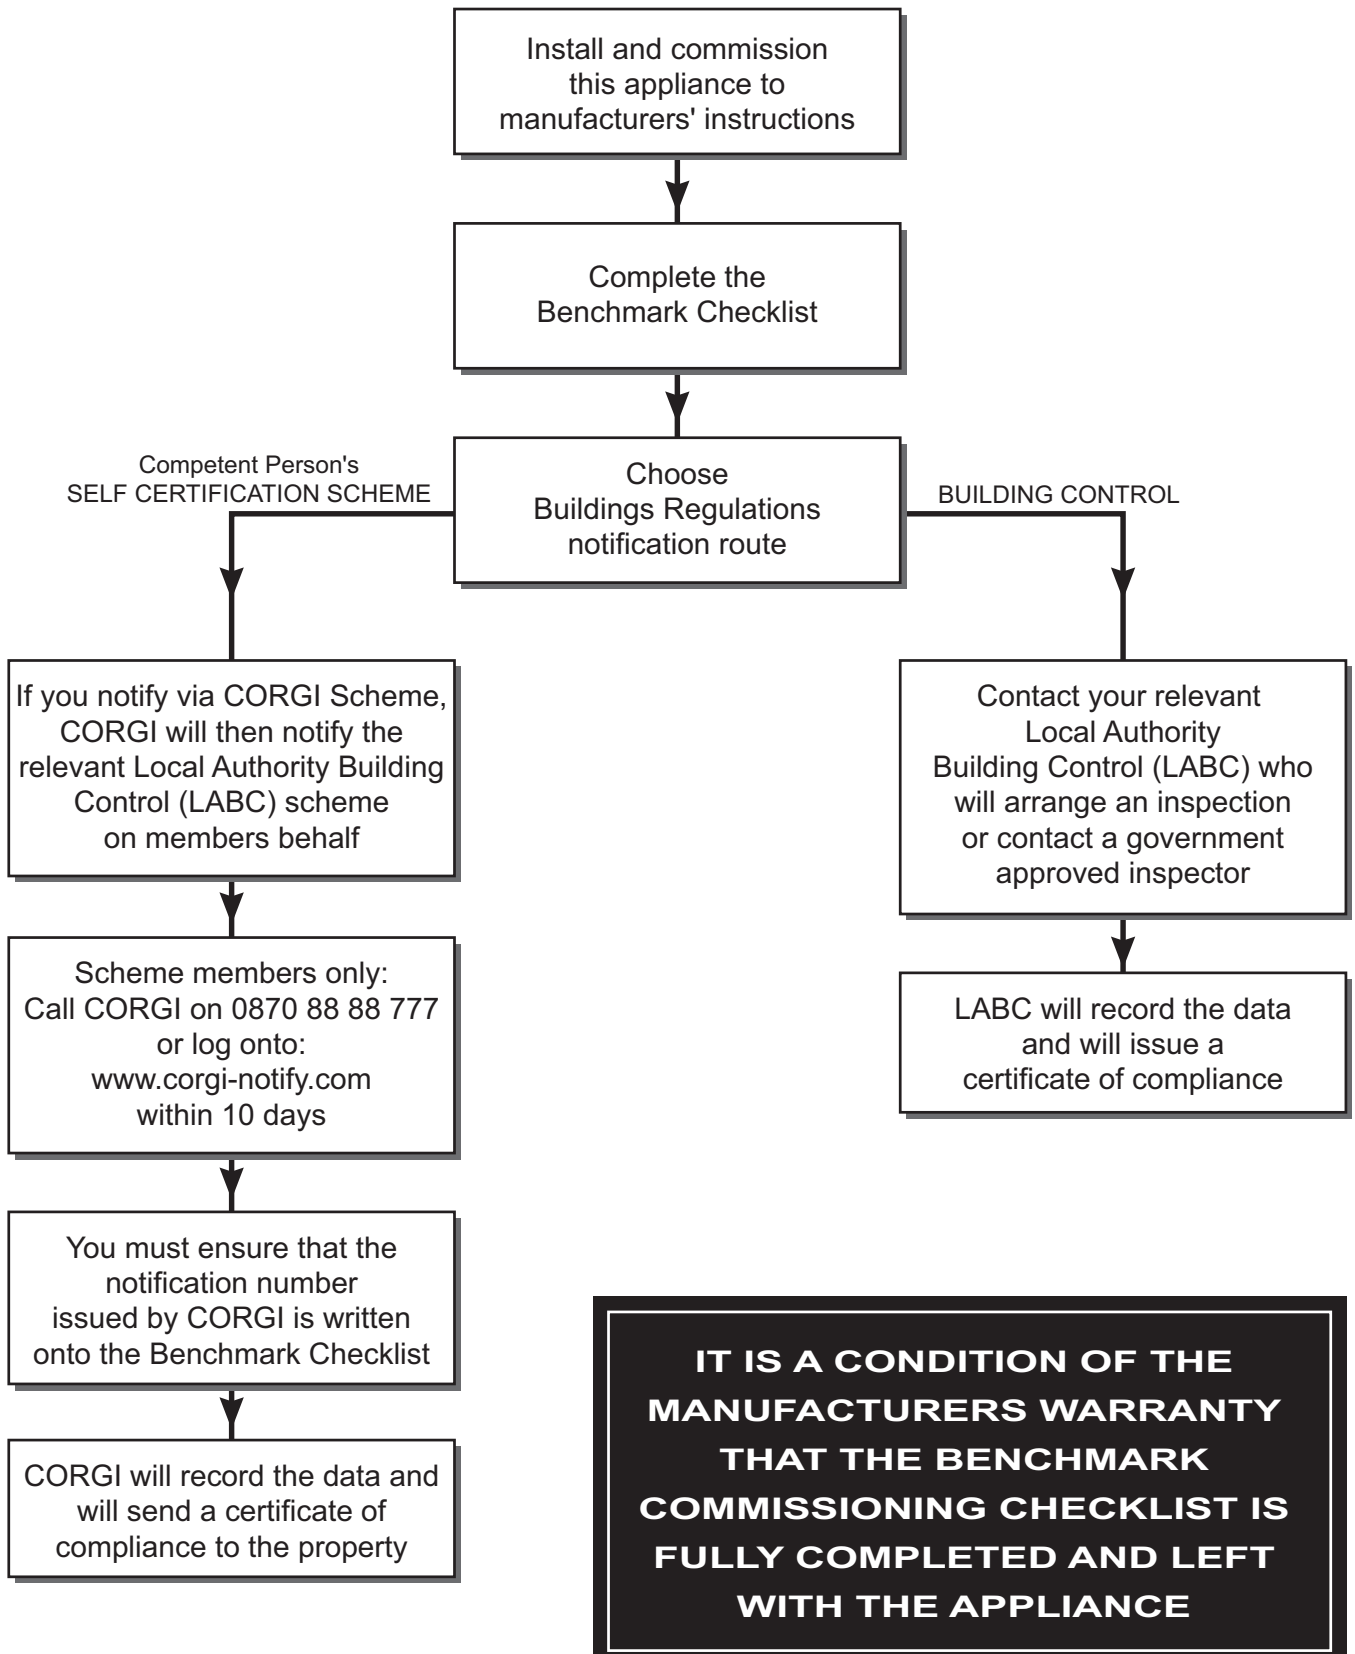 Install and commission
this appliance to
manufacturers' instructions
Complete the
Benchmark Checklist
Choose
Buildings Regulations
notification route
Competent Person's
SELF CERTIFICATION SCHEME
BUILDING CONTROL
If you notify via CORGI Scheme,
CORGI will then notify the
relevant Local Authority Building
Control (LABC) scheme
on members behalf
Scheme members only:
Call CORGI on 0870 88 88 777
or log onto:
www.corgi-notify.com
within 10 days
You must ensure that the
notification number
issued by CORGI is written
onto the Benchmark Checklist
CORGI will record the data and
will send a certificate of
compliance to the property
Contact your relevant
Local Authority
Building Control (LABC) who
will arrange an inspection
or contact a government
approved inspector
LABC will record the data
and will issue a
certificate of compliance
IT IS A CONDITION OF THE
MANUFACTURERS WARRANTY
THAT THE BENCHMARK
COMMISSIONING CHECKLIST IS
FULLY COMPLETED AND LEFT
WITH THE APPLIANCE